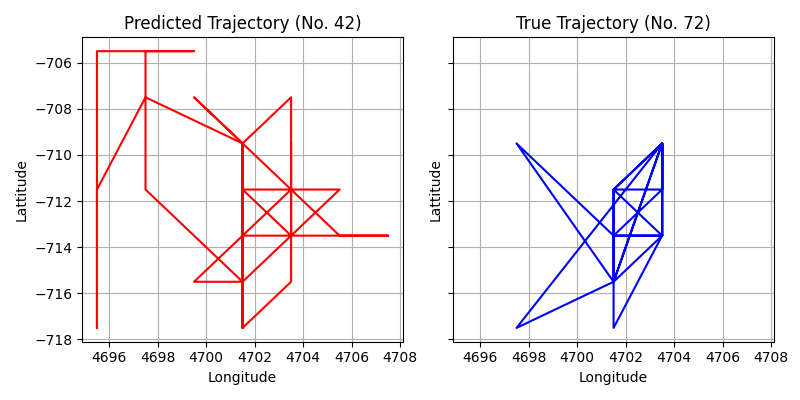 Predicted Trajectory (No. 42)
True Trajectory (No. 72)
−706
−708
−710
−712
−714
−716
−718
Lattitude
Lattitude
4696 4698 4700 4702 4704 4706 4708
4696 4698 4700 4702 4704 4706 4708
Longitude
Longitude